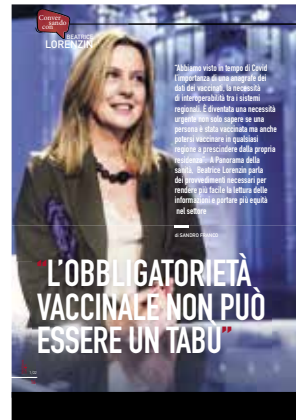 Conver
sando
con
BEATRICE
LORENZIN
"Abbiamo visto in tempo di Covid
l'importanza di una anagrafe dei
dati dei vaccinati, la necessità
di interoperabilità tra i sistemi
regionali. È diventata una necessità
urgente non solo sapere se una
persona è stata vaccinata ma anche
potersi vaccinare in qualsiasi
regione a prescindere dalla propria
residenza". A Panorama della
sanità, Beatrice Lorenzin parla
dei provvedimenti necessari per
rendere più facile la lettura delle
informazioni e portare più equità
nel settore
di SANDRO FRANCO
"L'OBBLIGATORIETÀ
VACCINALE NON PUÒ
ESSERE UN TABÙ"